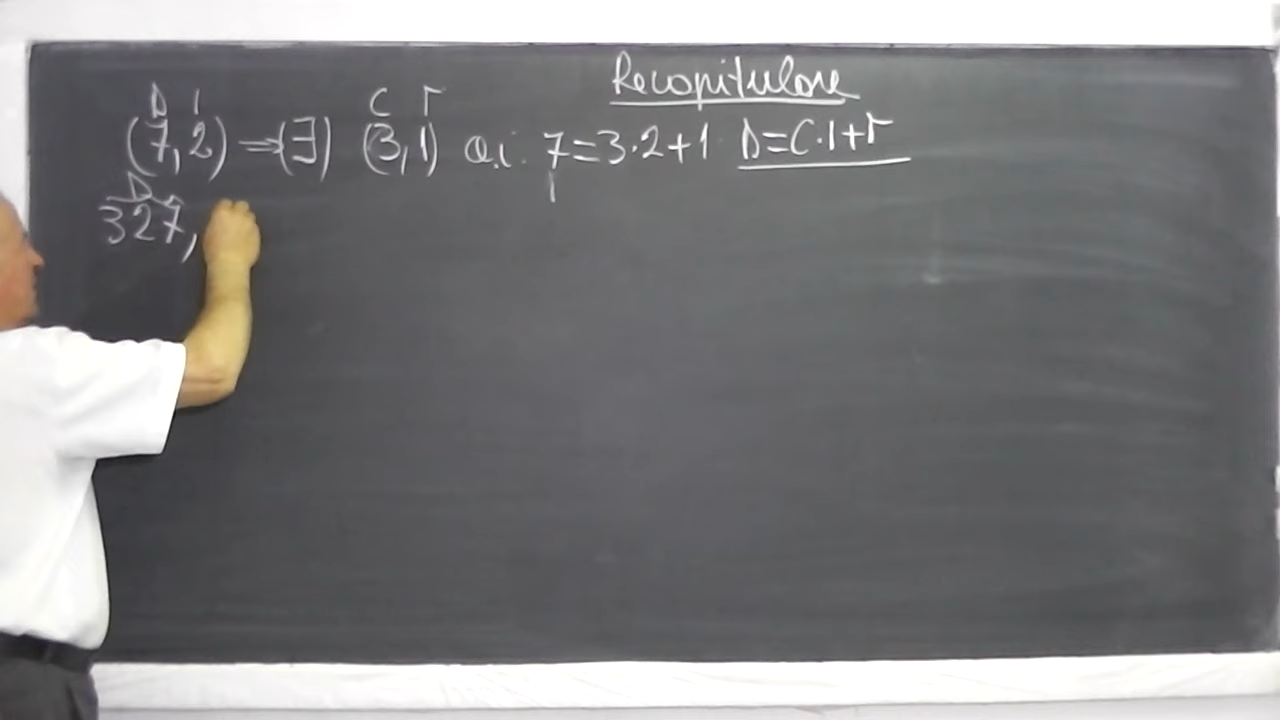 Recapitulare
D I C r
(7,2) ⇒ (∃) (3,1) a.i. 7=3·2+1 D=C·I+r
I
D
327,